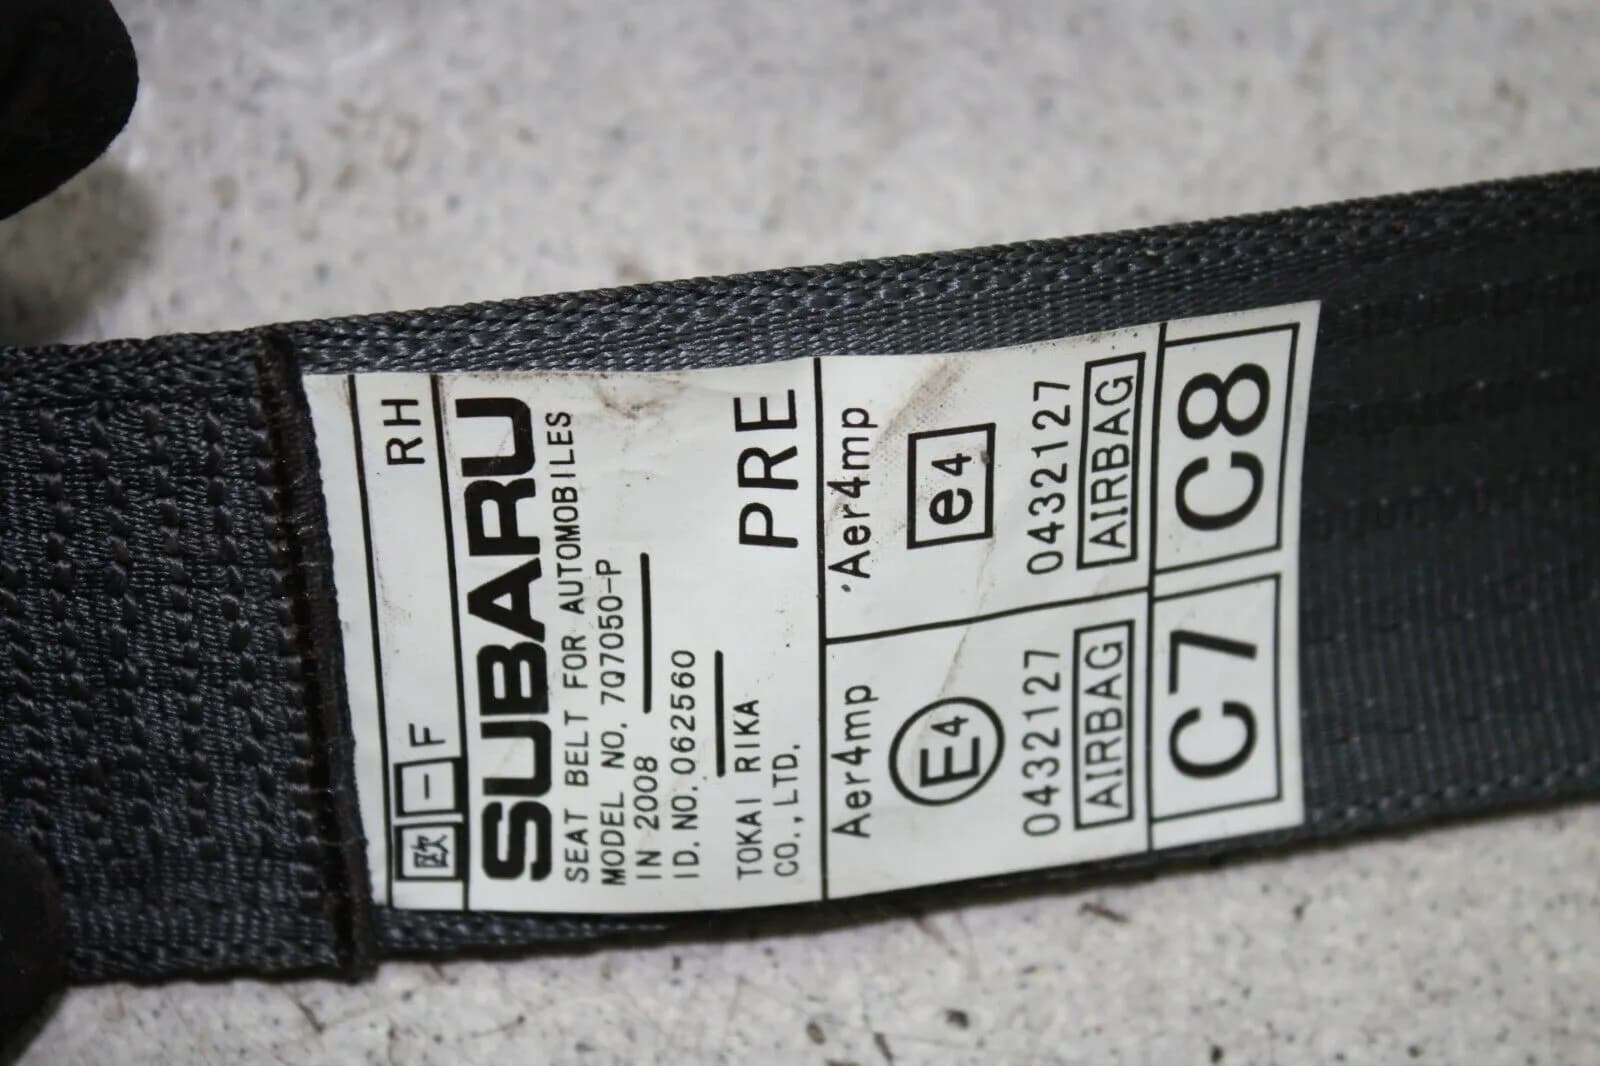 欧 - F RH
SUBARU
SEAT BELT FOR AUTOMOBILES
MODEL NO. 7Q7050-P
IN 2008
ID. NO. 062560
TOKAI RIKA
CO., LTD.
PRE
Aer4mp
E4
0432127
AIRBAG
Aer4mp
e4
0432127
AIRBAG
C7 C8